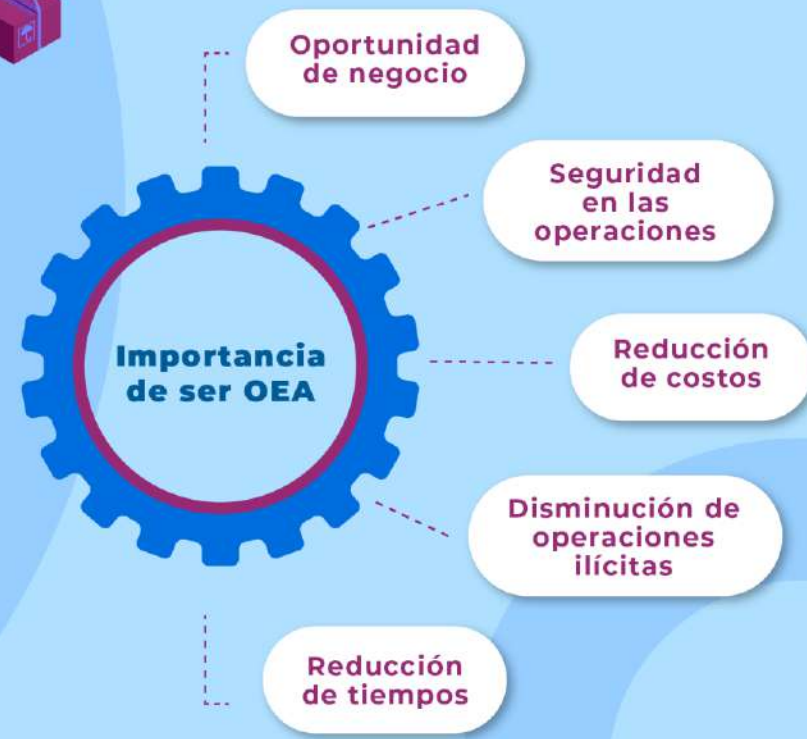 Oportunidad
de negocio
Seguridad
en las
operaciones
Importancia
de ser OEA
Reducción
de costos
Disminución de
operaciones
ilícitas
Reducción
de tiempos